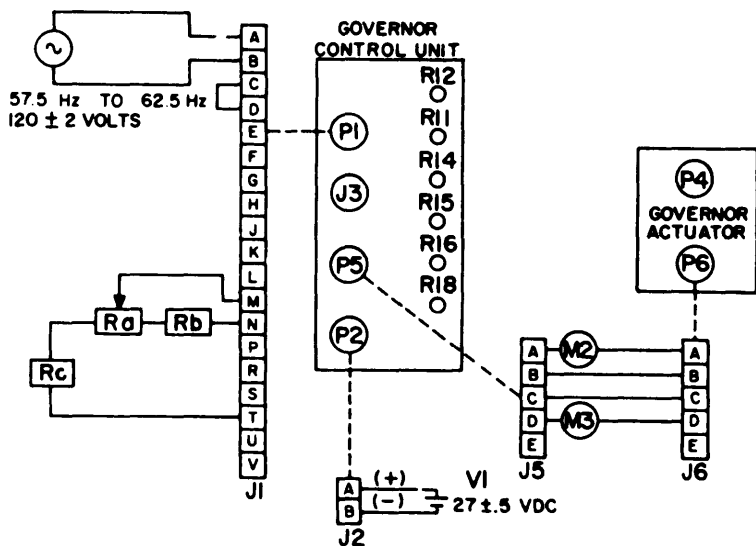 GOVERNOR
CONTROL UNIT
~
57.5 Hz TO 62.5 Hz
120 ± 2 VOLTS
A
B
C
D
E
F
G
H
J
K
L
M
N
P
R
S
T
U
V
J1
Ra
Rb
Rc
P1
J3
P5
P2
R12
R11
R14
R15
R16
R18
P4
GOVERNOR
ACTUATOR
P6
A
B
C
D
E
J5
M2
M3
A
B
C
D
E
J6
A
B
J2
(+)
(-)
V1
27±.5 VDC